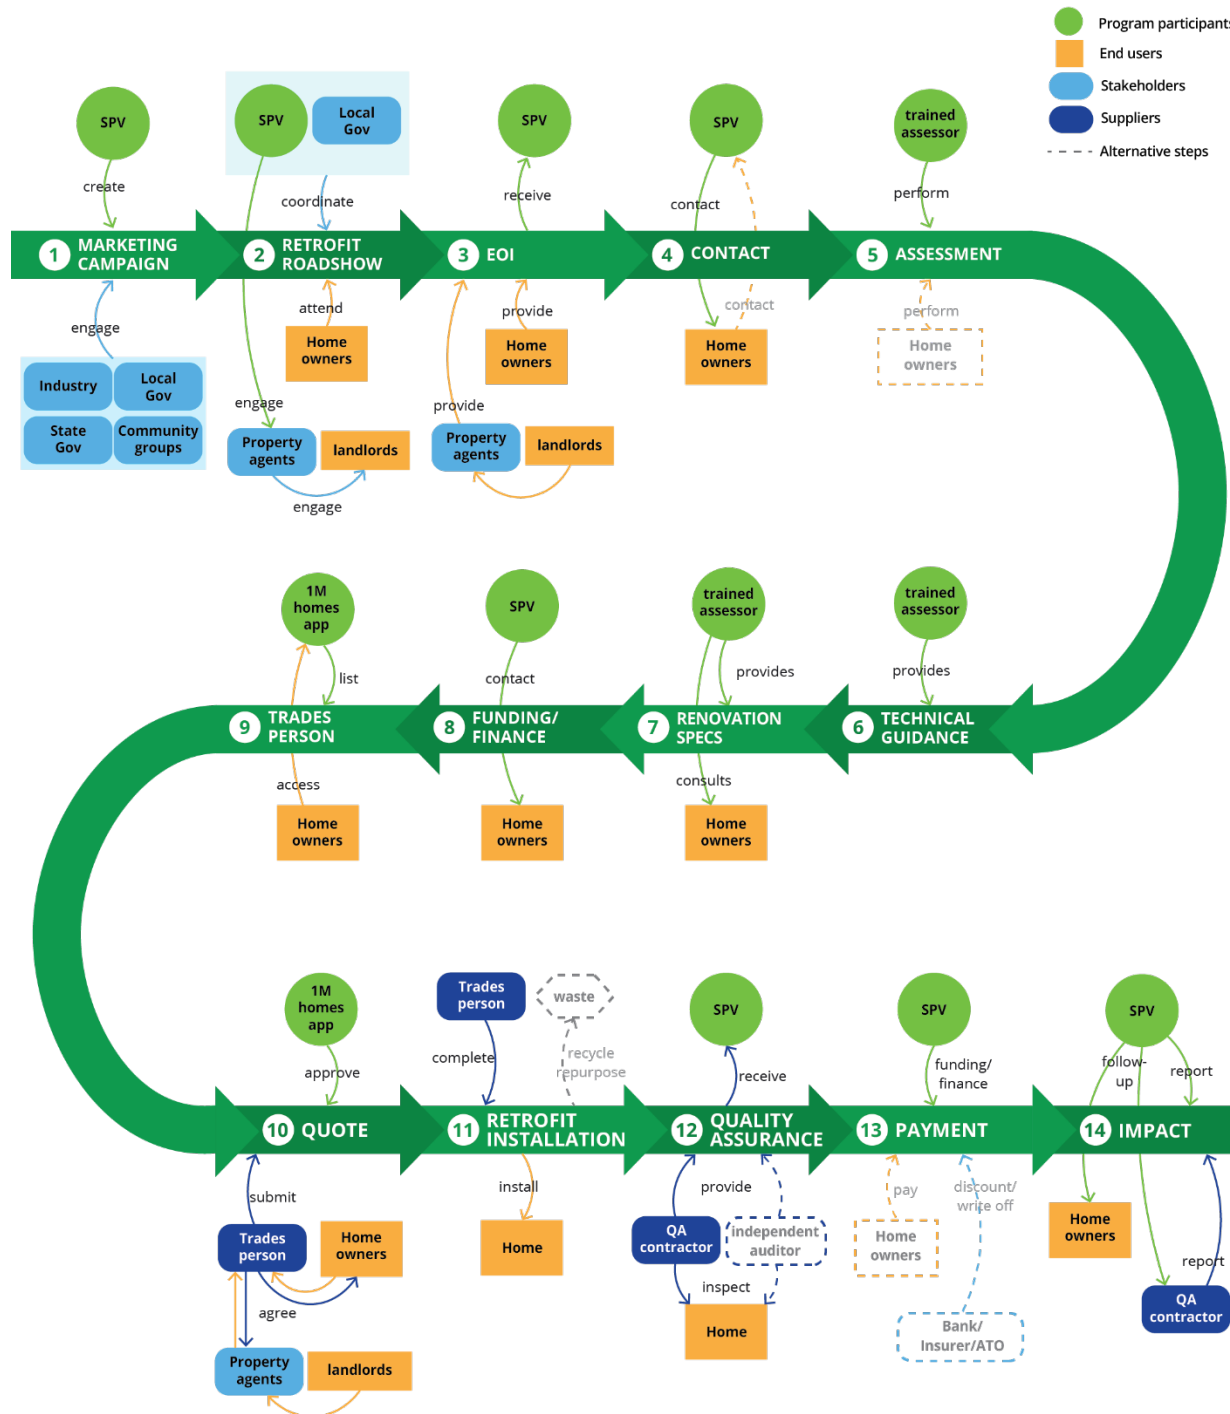 Program participants
End users
Stakeholders
Suppliers
Alternative steps
SPV
create
1
MARKETING
CAMPAIGN
engage
Industry
Local
Gov
State
Gov
Community
groups
SPV
Local
Gov
coordinate
2
RETROFIT
ROADSHOW
attend
Home
owners
engage
Property
agents
landlords
engage
SPV
receive
3
EOI
provide
Home
owners
provide
Property
agents
landlords
SPV
contact
4
CONTACT
contact
Home
owners
trained
assessor
perform
5
ASSESSMENT
perform
Home
owners
trained
assessor
provides
6
TECHNICAL
GUIDANCE
trained
assessor
provides
7
RENOVATION
SPECS
consults
Home
owners
SPV
contact
8
FUNDING/
FINANCE
Home
owners
1M
homes
app
list
9
TRADES
PERSON
access
Home
owners
1M
homes
app
approve
10
QUOTE
submit
Trades
person
Home
owners
agree
Property
agents
landlords
Trades
person
waste
complete
recycle
repurpose
11
RETROFIT
INSTALLATION
install
Home
SPV
receive
12
QUALITY
ASSURANCE
provide
QA
contractor
independent
auditor
inspect
Home
SPV
funding/
finance
13
PAYMENT
pay
discount/
write off
Home
owners
Bank/
Insurer/ATO
SPV
follow-
up
report
14
IMPACT
Home
owners
report
QA
contractor